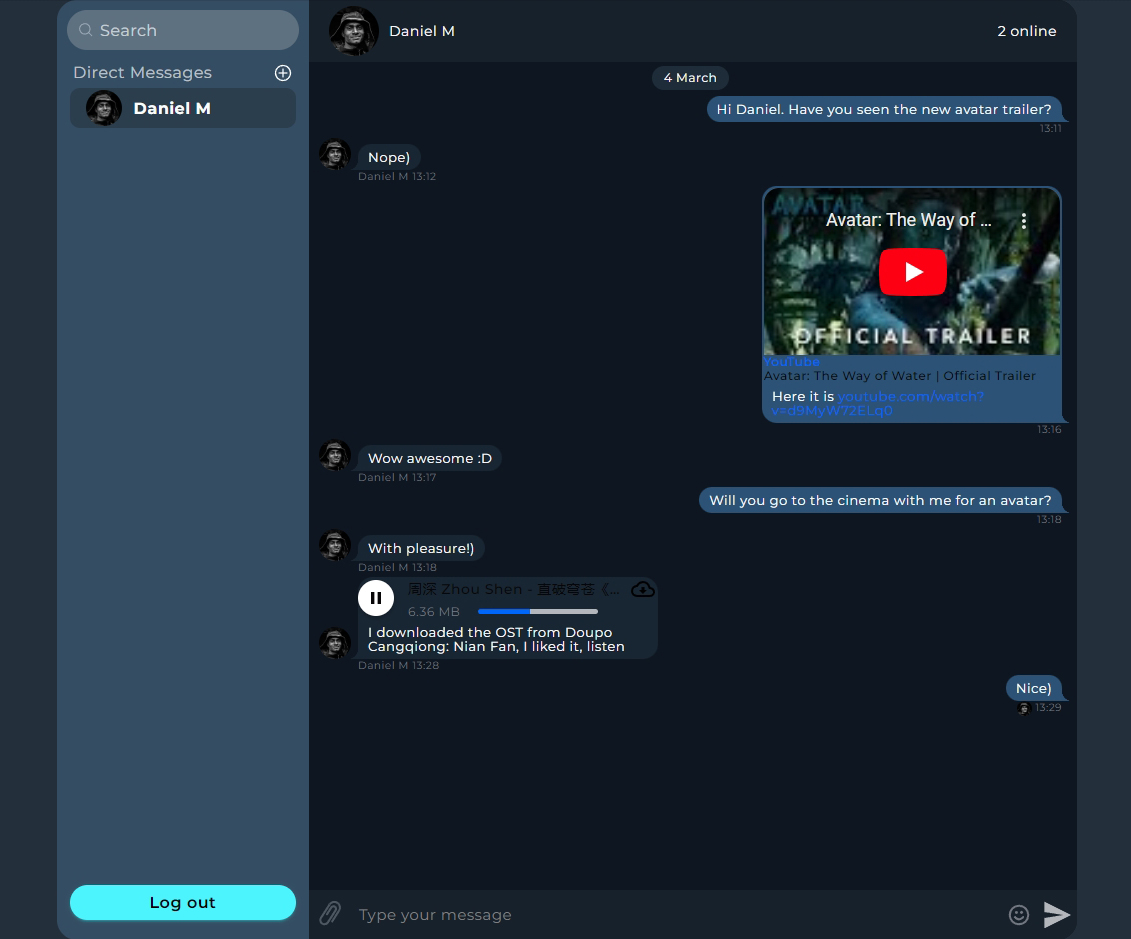 Search
Direct Messages
Daniel M
Log out
Daniel M
2 online
4 March
Hi Daniel. Have you seen the new avatar trailer?
13:11
Nope)
Daniel M 13:12
AVATAR
Avatar: The Way of ...
OFFICIAL TRAILER
YouTube
Avatar: The Way of Water | Official Trailer
Here it is youtube.com/watch?
v=d9MyW72ELq0
13:16
Wow awesome :D
Daniel M 13:17
Will you go to the cinema with me for an avatar?
13:18
With pleasure!)
Daniel M 13:18
周深 Zhou Shen - 直破穹苍《...
6.36 MB
I downloaded the OST from Doupo
Cangqiong: Nian Fan, I liked it, listen
Daniel M 13:28
Nice)
13:29
Type your message